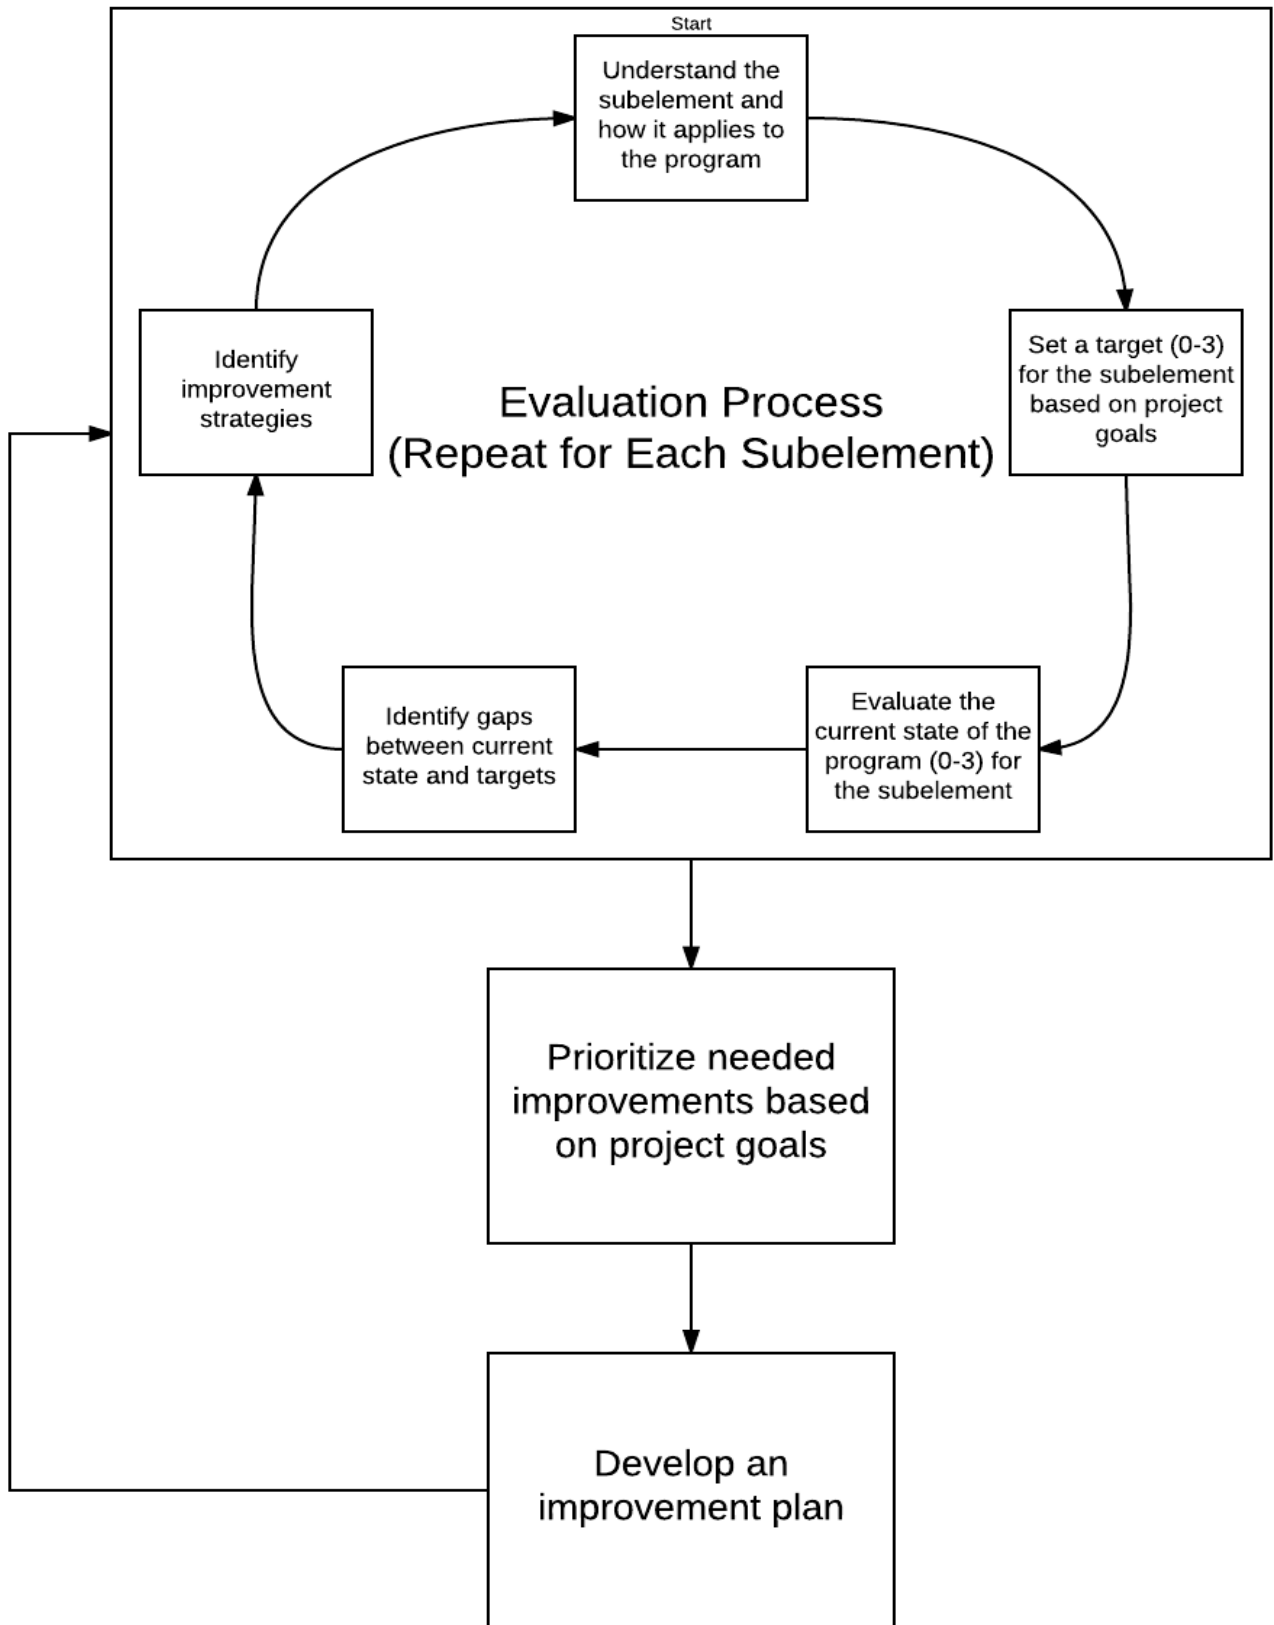 Start
Understand the
subelement and
how it applies to
the program
Set a target (0-3)
for the subelement
based on project
goals
Evaluate the
current state of the
program (0-3) for
the subelement
Identify gaps
between current
state and targets
Identify
improvement
strategies
Evaluation Process
(Repeat for Each Subelement)
Prioritize needed
improvements based
on project goals
Develop an
improvement plan